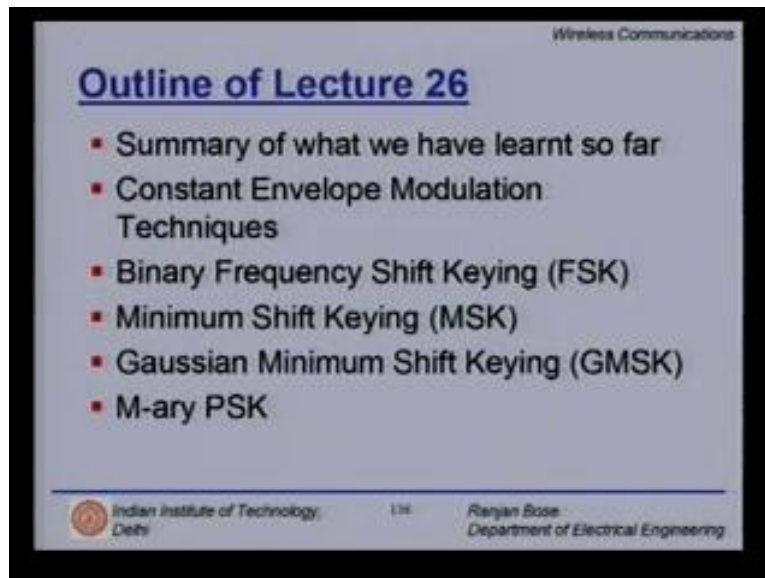 Wireless Communications
Outline of Lecture 26
▪ Summary of what we have learnt so far
▪ Constant Envelope Modulation
Techniques
▪ Binary Frequency Shift Keying (FSK)
▪ Minimum Shift Keying (MSK)
▪ Gaussian Minimum Shift Keying (GMSK)
▪ M-ary PSK
Indian Institute of Technology, Delhi
136
Ranjan Bose
Department of Electrical Engineering